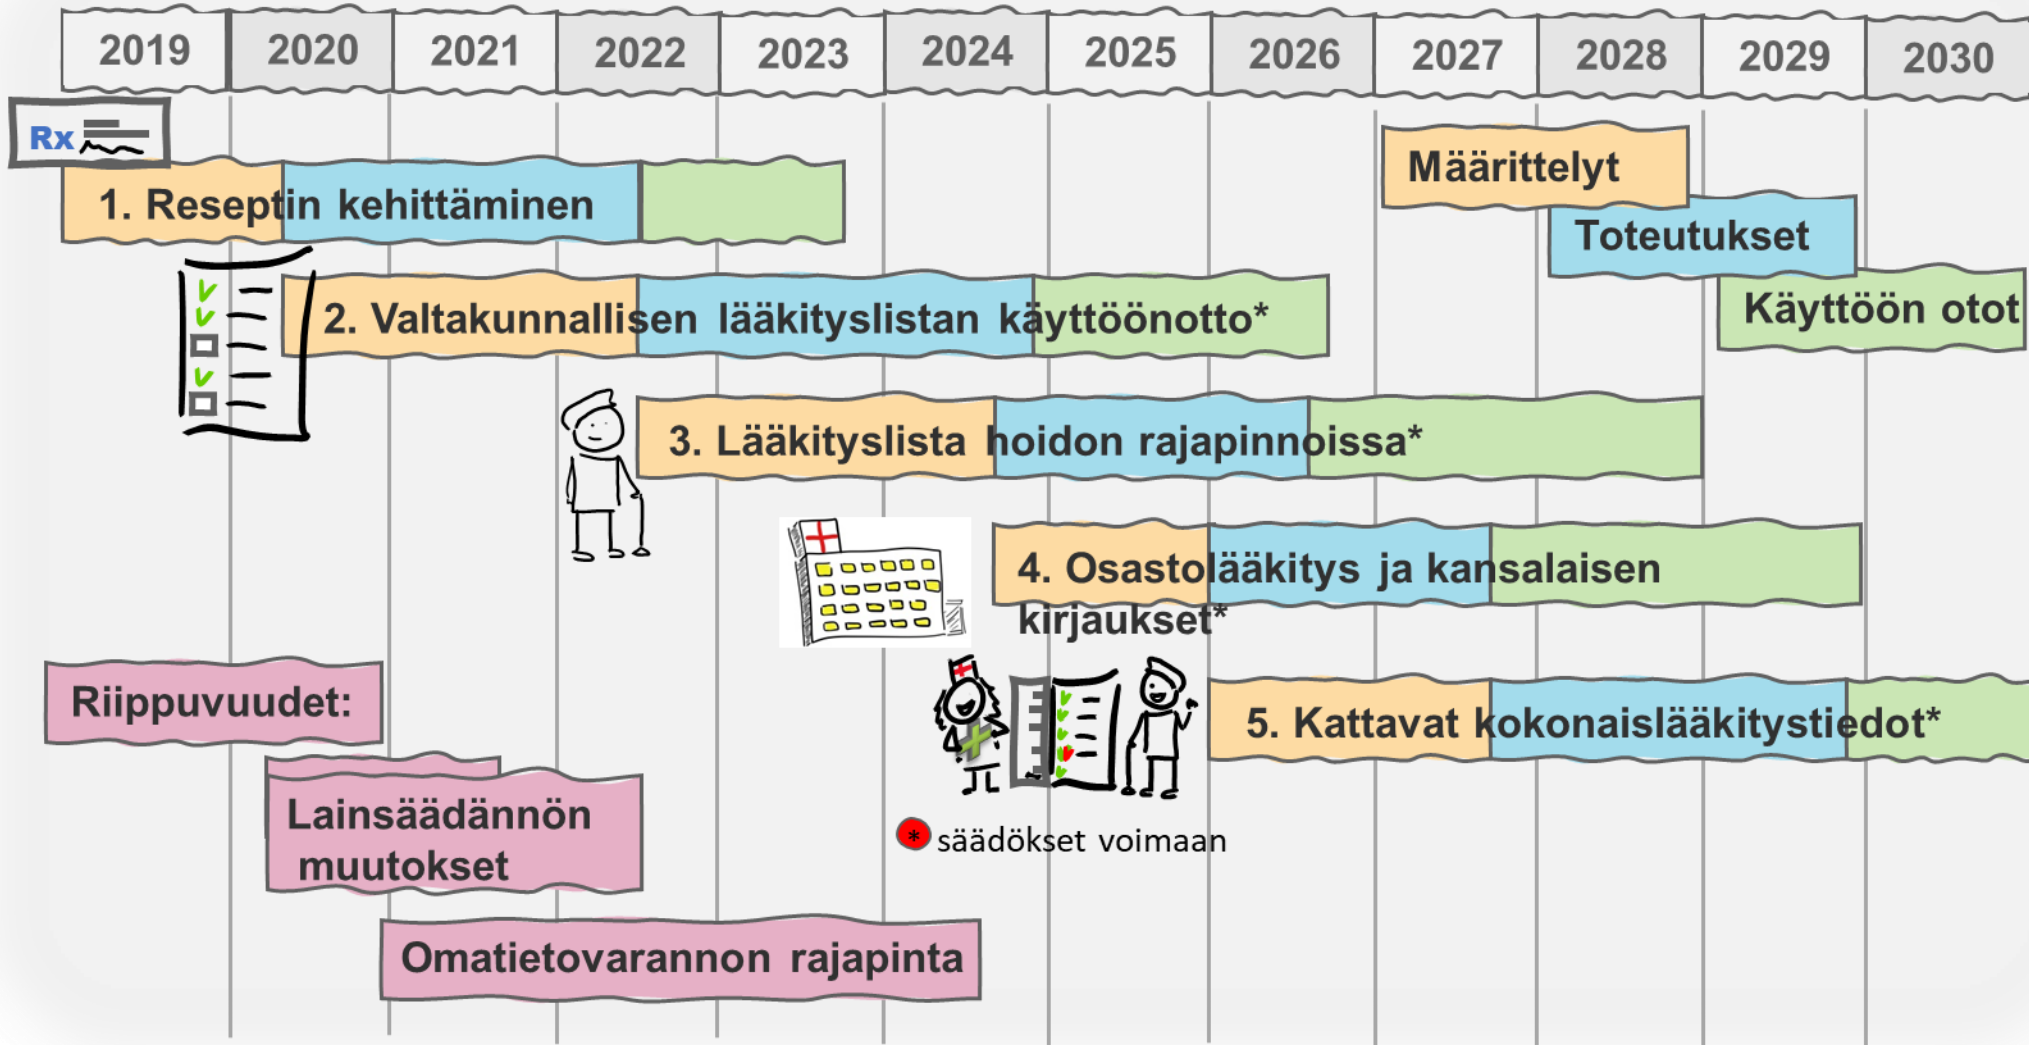 2019 2020 2021 2022 2023 2024 2025 2026 2027 2028 2029 2030
Rx
1. Reseptin kehittäminen
Määrittelyt
Toteutukset
Käyttöön otot
2. Valtakunnallisen lääkityslistan käyttöönotto*
3. Lääkityslista hoidon rajapinnoissa*
4. Osastolääkitys ja kansalaisen
kirjaukset*
Riippuvuudet:
5. Kattavat kokonaislääkitystiedot*
Lainsäädännön
muutokset
* säädökset voimaan
Omatietovarannon rajapinta